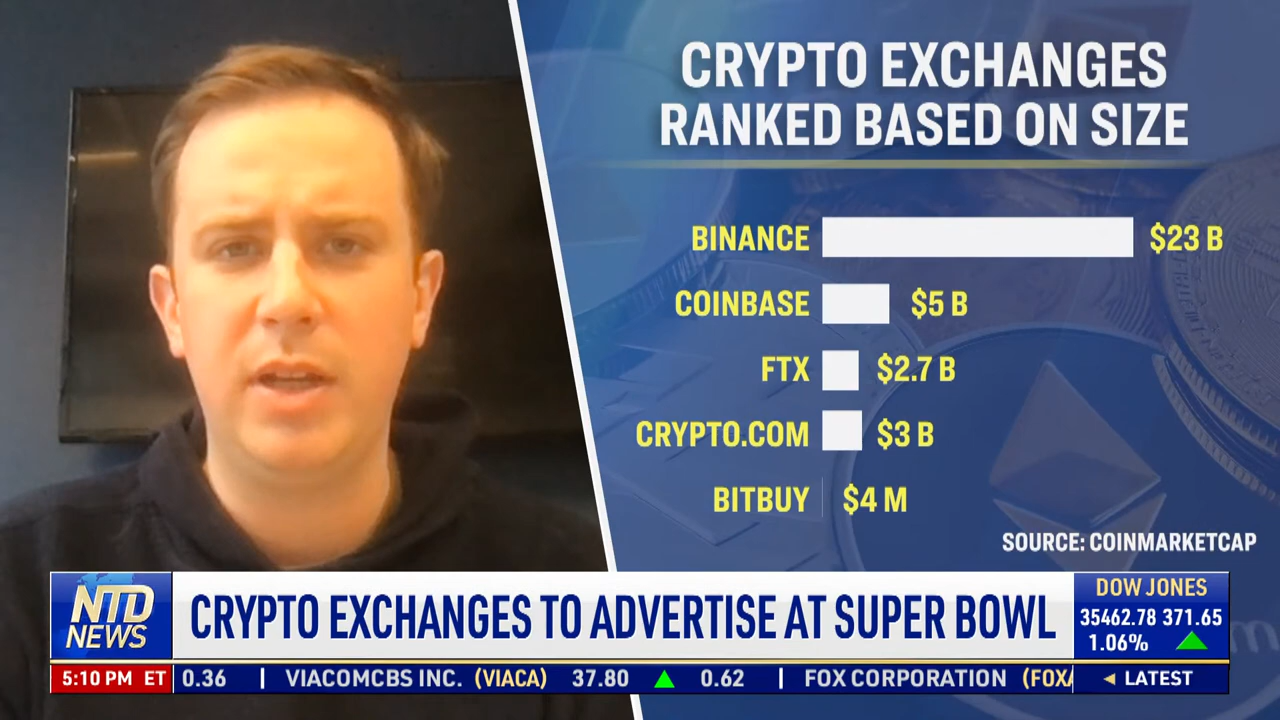 CRYPTO EXCHANGES
RANKED BASED ON SIZE
BINANCE $23 B
COINBASE $5 B
FTX $2.7 B
CRYPTO.COM $3 B
BITBUY $4 M
SOURCE: COINMARKETCAP
NTD
NEWS
CRYPTO EXCHANGES TO ADVERTISE AT SUPER BOWL
DOW JONES
35462.78 371.65
1.06%
5:10 PM ET 0.36 | VIACOMCBS INC. (VIACA) 37.80 0.62 | FOX CORPORATION (FOXA
◄ LATEST